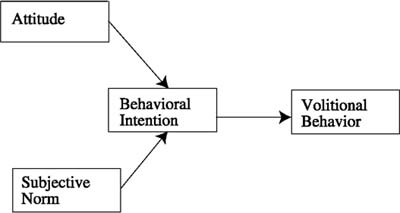 Attitude
Behavioral
Intention
Volitional
Behavior
Subjective
Norm